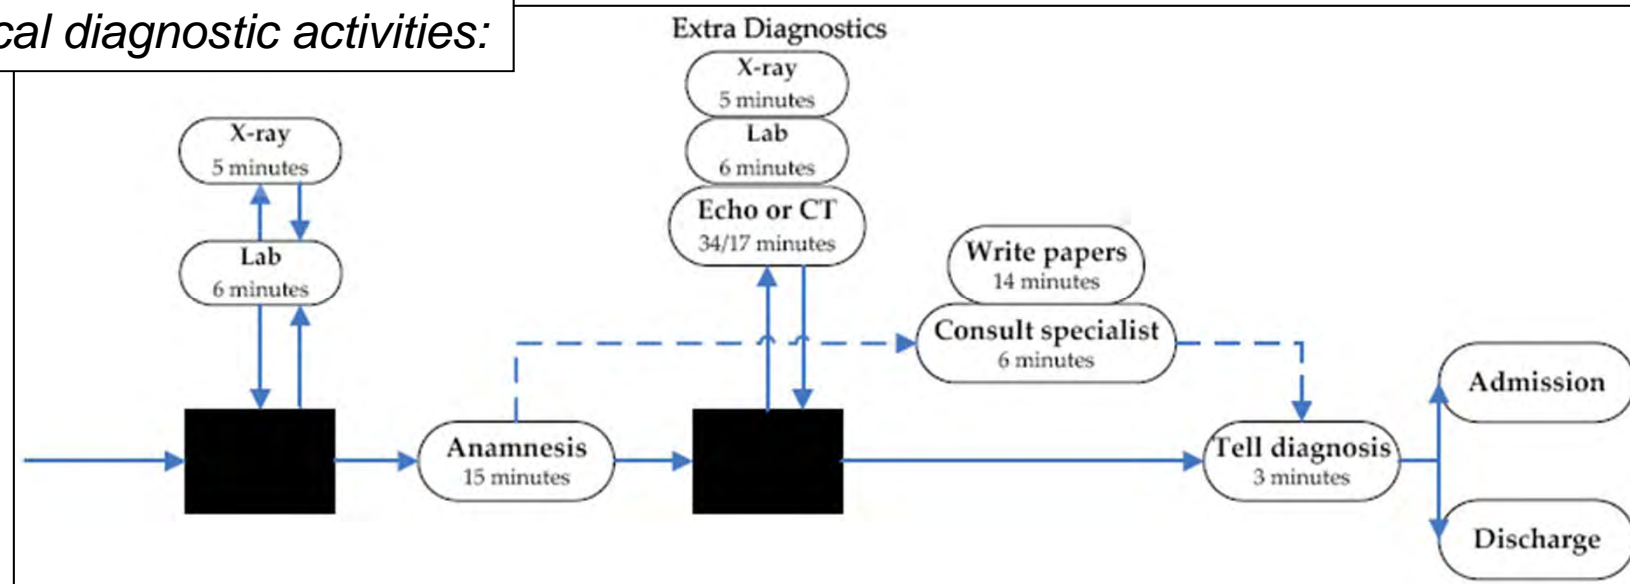 diagnostic activities:
Extra Diagnostics
X-ray
5 minutes
Lab
6 minutes
X-ray
5 minutes
Lab
6 minutes
Echo or CT
34/17 minutes
Write papers
14 minutes
Consult specialist
6 minutes
Anamnesis
15 minutes
Tell diagnosis
3 minutes
Admission
Discharge